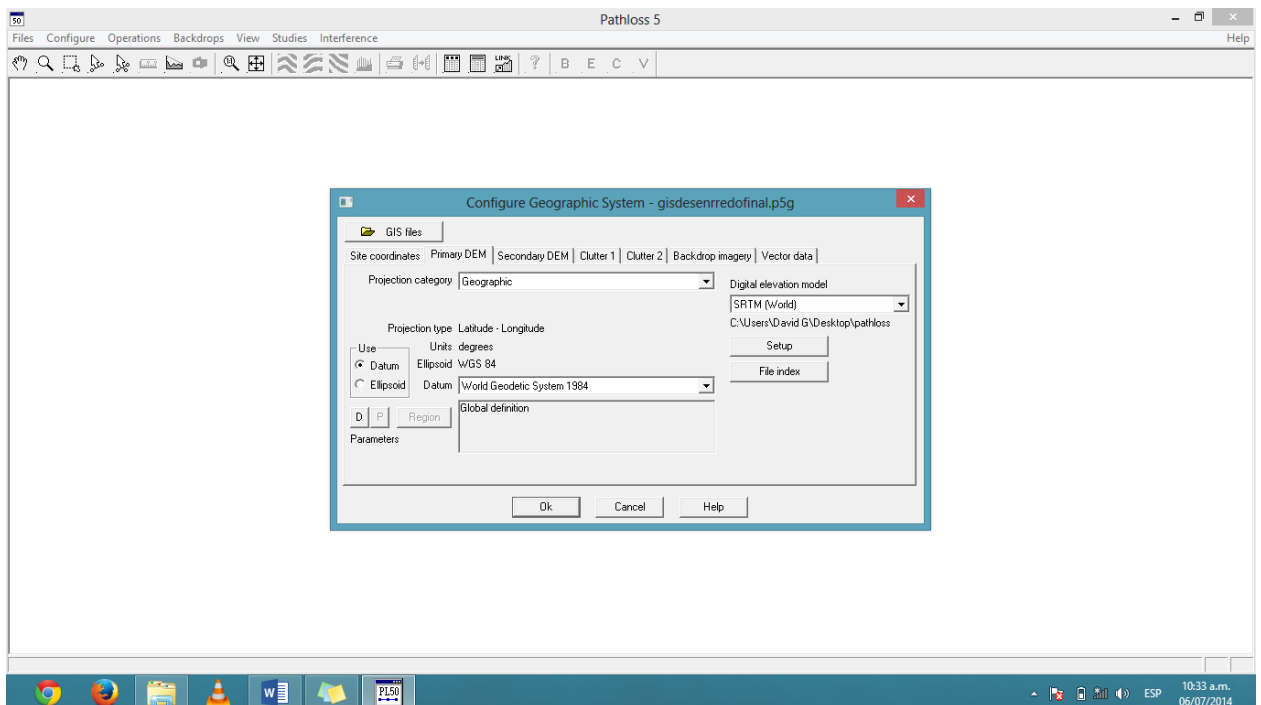 50 Pathloss 5
Files Configure Operations Backdrops View Studies Interference Help
LINK ? B E C V
Configure Geographic System - gisdesenrredofinal.p5g
GIS files
Site coordinates Primary DEM Secondary DEM Clutter 1 Clutter 2 Backdrop imagery Vector data
Projection category Geographic
Digital elevation model
SRTM (World)
C:\Users\David G\Desktop\pathloss
Projection type Latitude - Longitude
Setup
Use
Units degrees
Datum
Ellipsoid WGS 84
File index
Ellipsoid
Datum World Geodetic System 1984
D P Region
Global definition
Parameters
Ok Cancel Help
W PL50
ESP
10:33 a.m.
06/07/2014